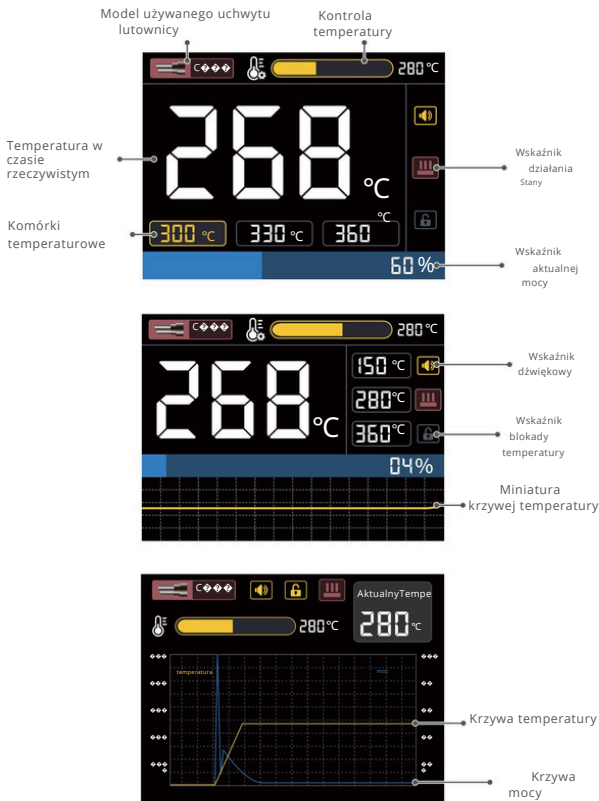 Model używanego uchwytu
lutownicy
Kontrola
temperatury
C���
280°C
268°C
Temperatura w
czasie
rzeczywistym
Wskaźnik
działania
Stany
Komórki
temperaturowe
300 °C
330 °C
360 °C
60%
Wskaźnik
aktualnej
mocy
C���
280°C
268°C
150 °C
280°C
360°C
Wskaźnik
dźwiękowy
Wskaźnik
blokady
temperatury
04%
Miniatura
krzywej temperatury
C���
AktualnyTempe
280°C
280°C
���
���
temperatura
moc
���
��
���
��
Krzywa temperatury
���
��
���
�
��
�
Krzywa
mocy